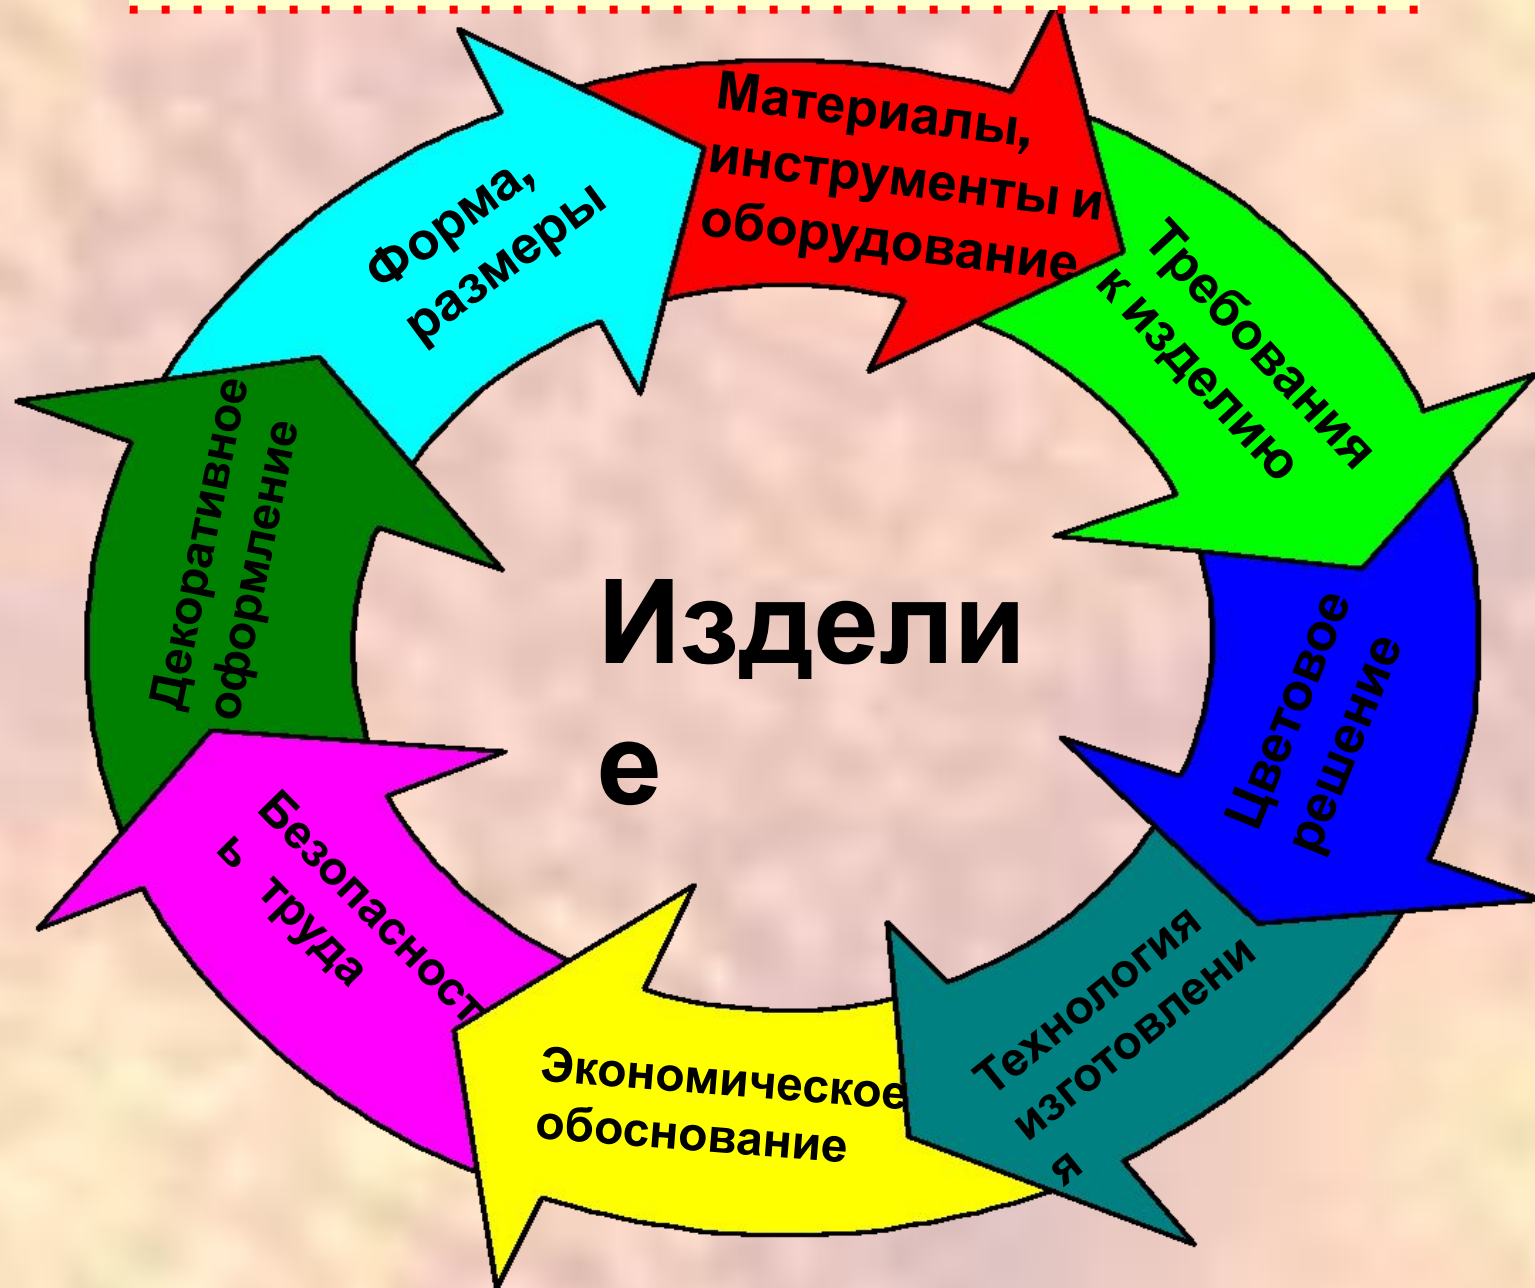 Материалы,
инструменты и
оборудование
Требования
к изделию
Цветовое
решение
Технология
изготовлени
я
Экономическое
обоснование
Безопасност
ь труда
Декоративное
оформление
Форма,
размеры
Издели
е